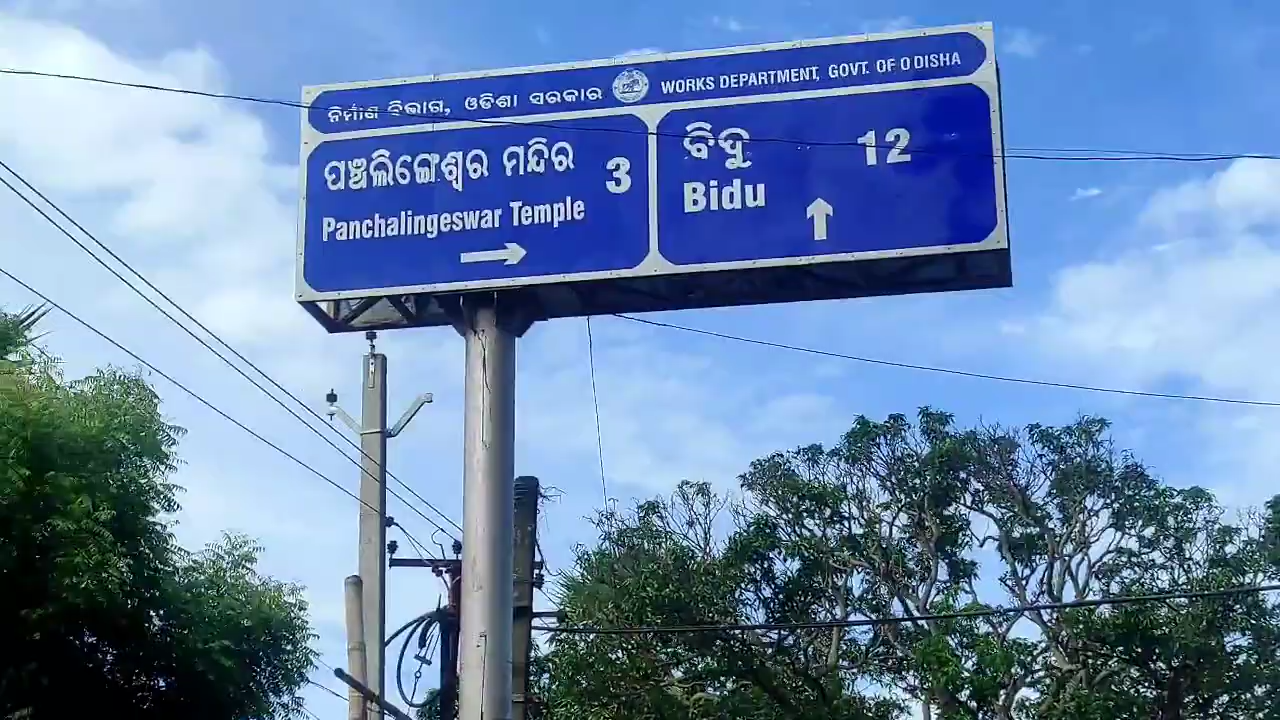 ନିର୍ମାଣ ବିଭାଗ, ଓଡିଶା ସରକାର WORKS DEPARTMENT, GOVT. OF ODISHA
ପଞ୍ଚଲିଙ୍ଗେଶ୍ୱର ମନ୍ଦିର 3
Panchalingeswar Temple
→
ବିଦୁ 12
Bidu
↑